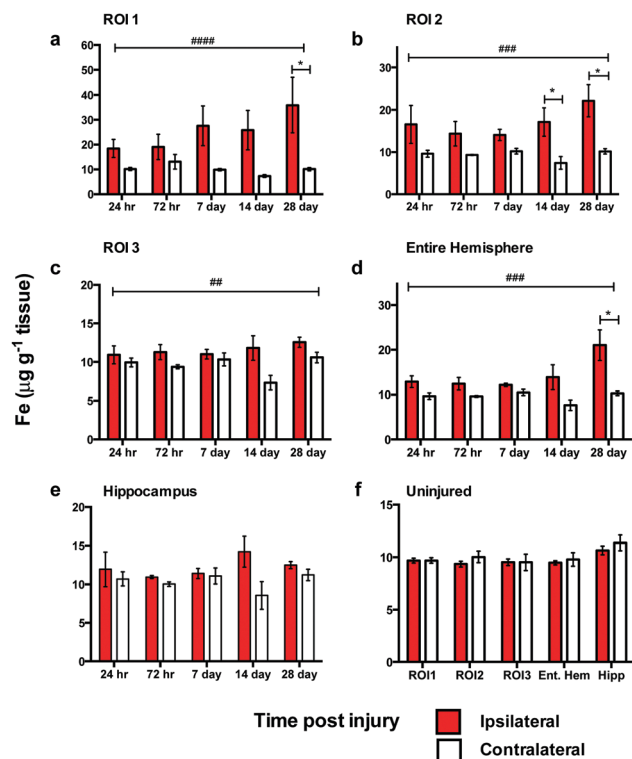 ROI 1
ROI 2
a
b
####
###
*
*
*
60
50
40
30
20
10
0
30
20
10
0
24 hr 72 hr 7 day 14 day 28 day
24 hr 72 hr 7 day 14 day 28 day
ROI 3
Entire Hemisphere
c
d
##
###
*
20
15
10
5
0
30
20
10
0
24 hr 72 hr 7 day 14 day 28 day
24 hr 72 hr 7 day 14 day 28 day
Fe (µg g⁻¹ tissue)
e
Hippocampus
f
Uninjured
20
15
10
5
0
15
10
5
0
24 hr 72 hr 7 day 14 day 28 day
ROI1 ROI2 ROI3 Ent. Hem Hipp
Time post injury
Ipsilateral
Contralateral